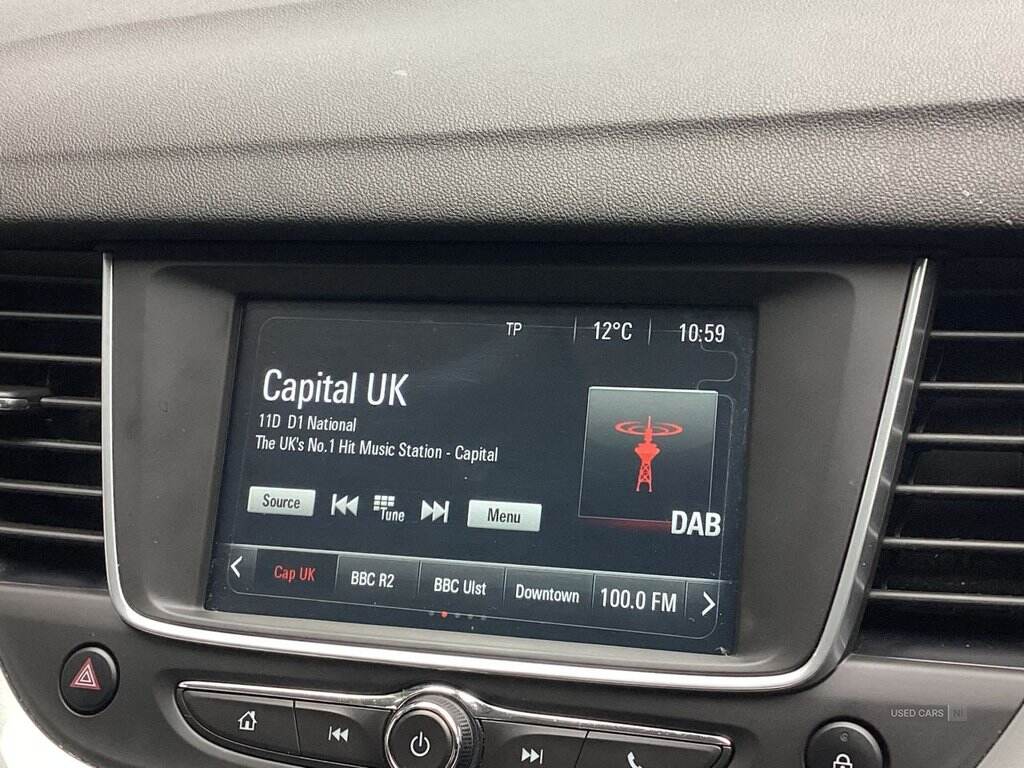 TP 12°C 10:59
Capital UK
11D D1 National
The UK's No.1 Hit Music Station - Capital
Source Tune Menu
DAB
Cap UK BBC R2 BBC Ulst Downtown 100.0 FM
USED CARS NI